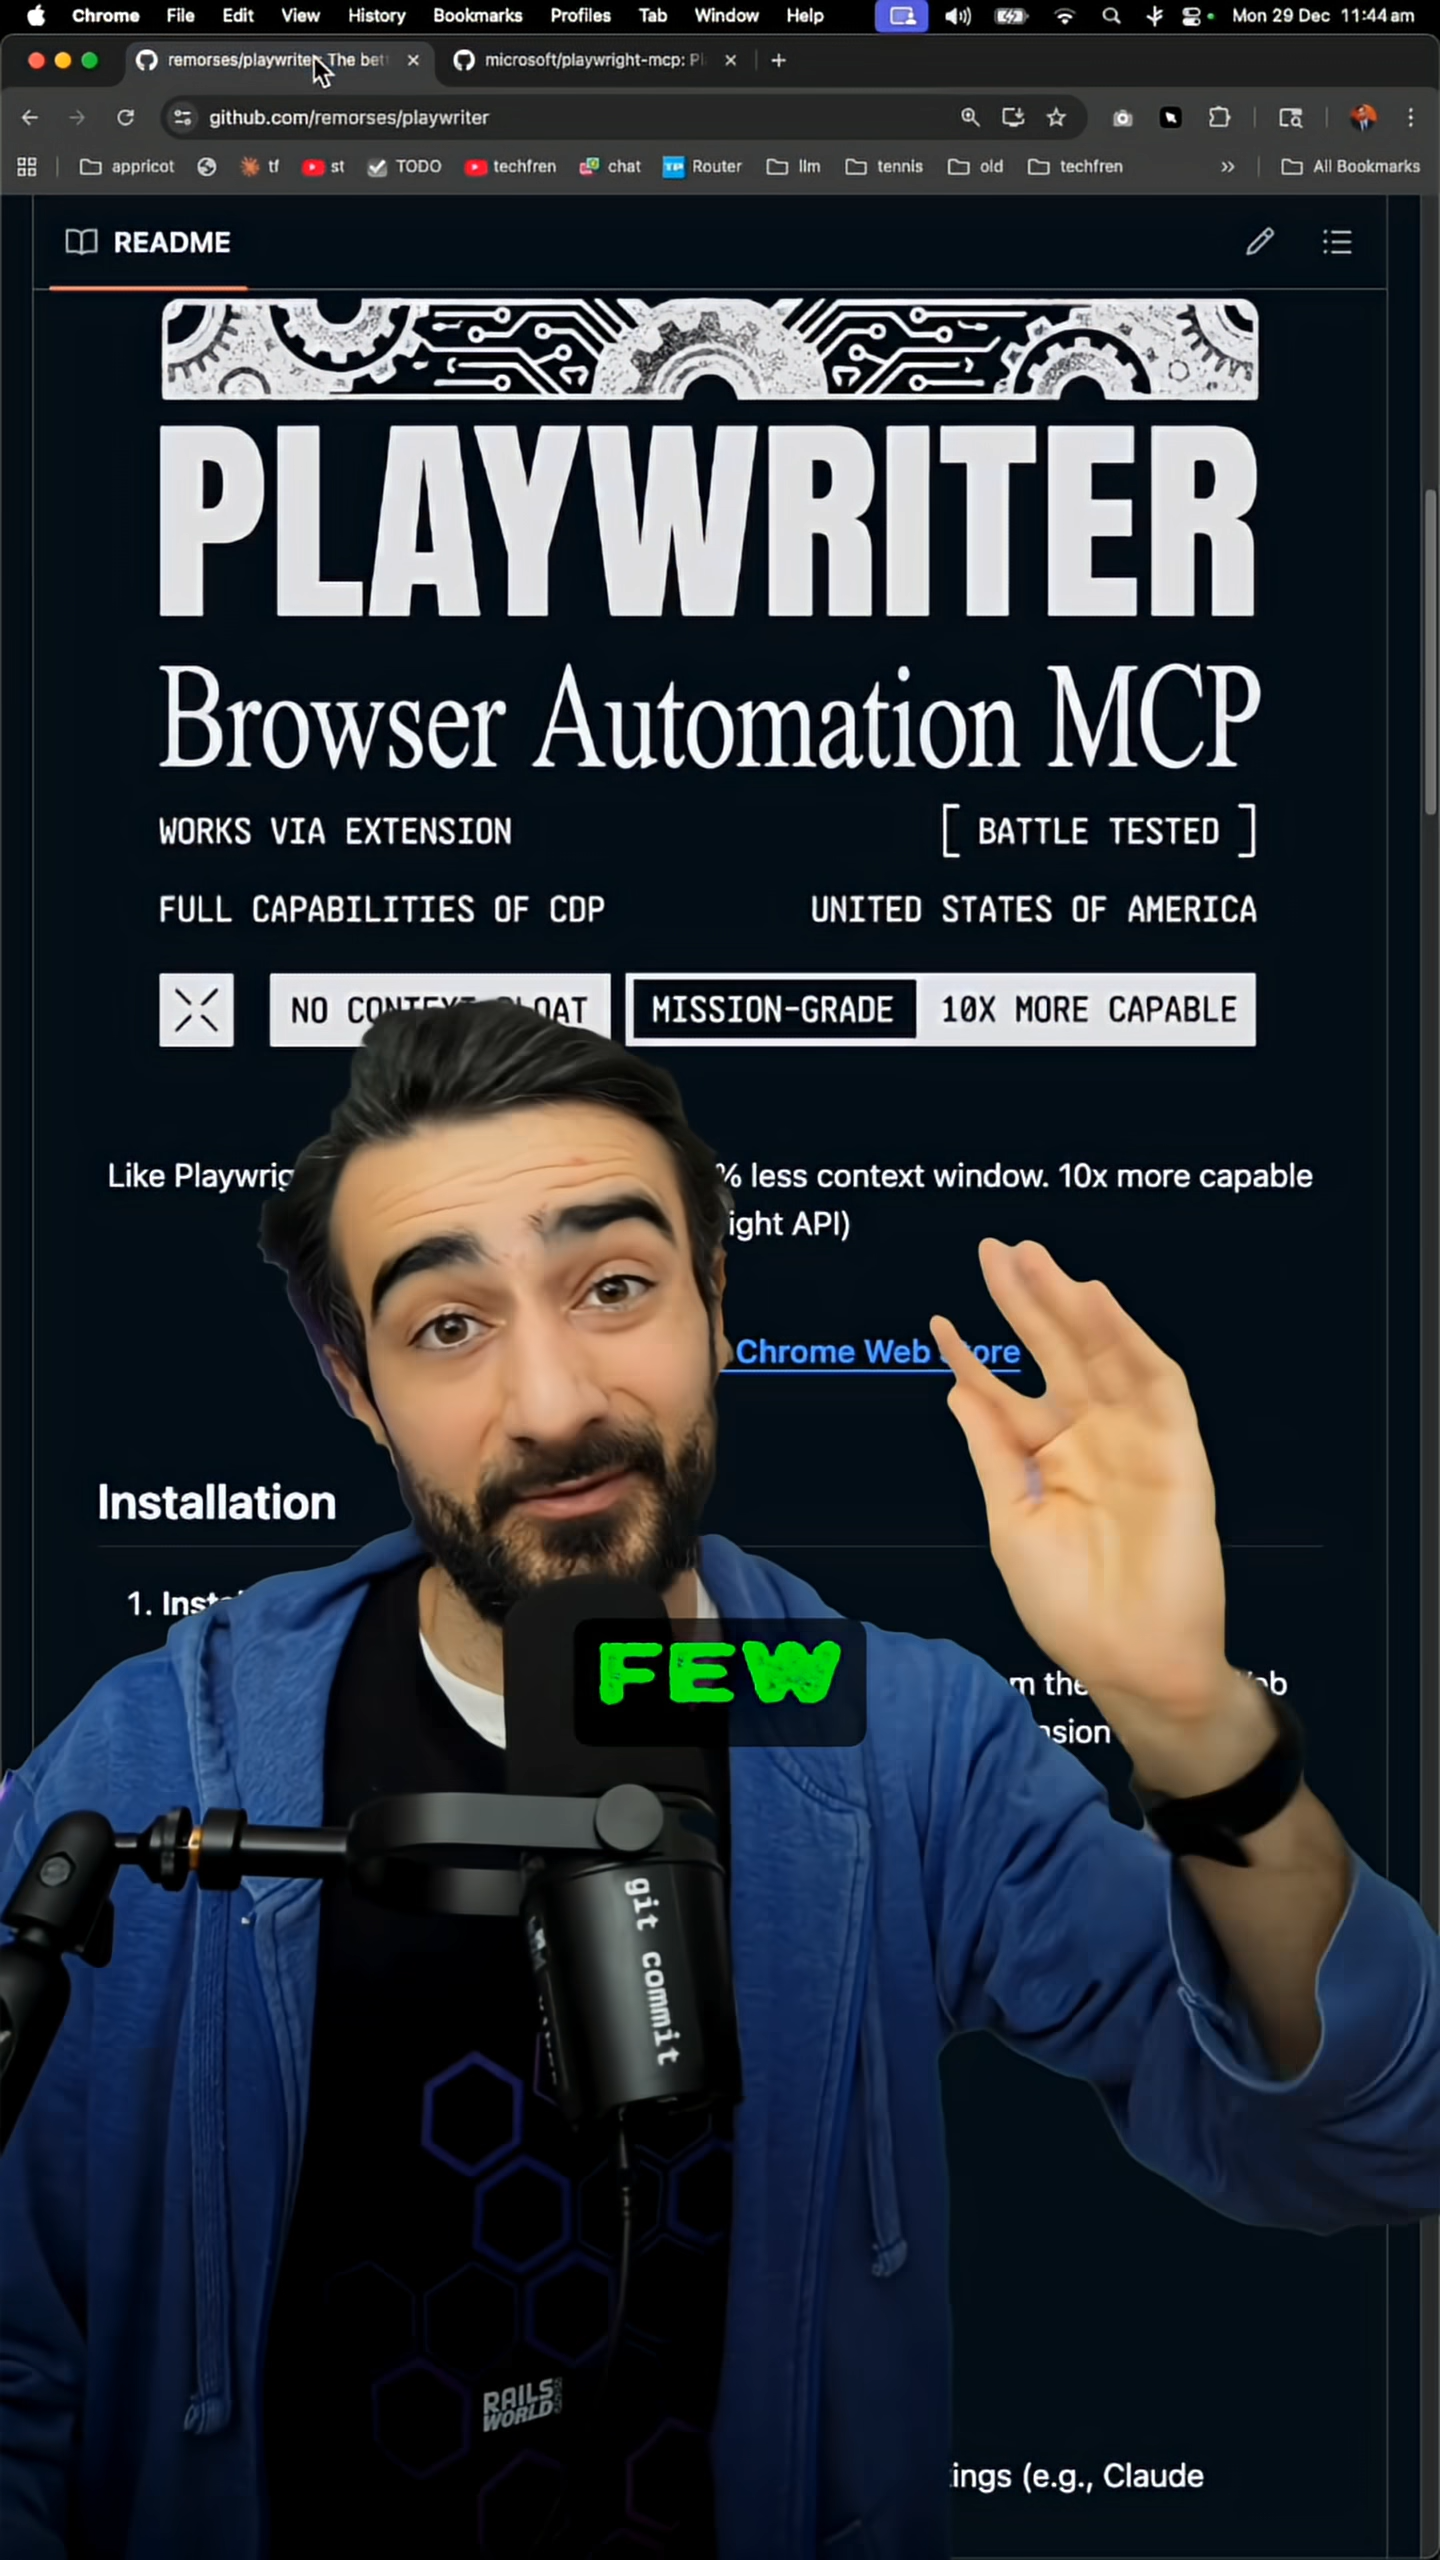 Chrome File Edit View History Bookmarks Profiles Tab Window Help Mon 29 Dec 11:44 am
remorses/playwriter: The bett microsoft/playwright-mcp: Pl
github.com/remorses/playwriter
appricot tf st TODO techfren chat Router llm tennis old techfren All Bookmarks
README
PLAYWRITER
Browser Automation MCP
WORKS VIA EXTENSION [ BATTLE TESTED ]
FULL CAPABILITIES OF CDP UNITED STATES OF AMERICA
NO MISSION-GRADE 10X MORE CAPABLE
Like % less context window. 10x more capable
API)
Chrome Web
Installation
1.
the
FEW
git commit
RAILS
WORLD
(e.g., Claude